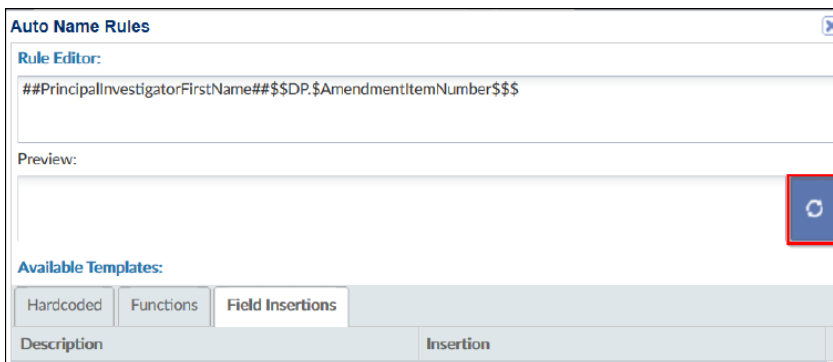 Auto Name Rules
Rule Editor:
##PrincipalInvestigatorFirstName##$$DP.$AmendmentItemNumber$$$
Preview:
Available Templates:
Hardcoded Functions Field Insertions
Description Insertion